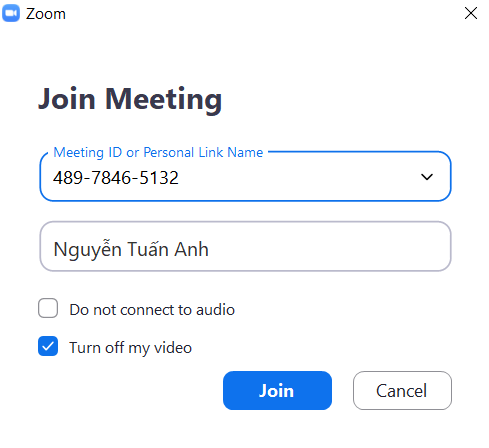 Zoom
Join Meeting
Meeting ID or Personal Link Name
489-7846-5132
Nguyễn Tuấn Anh
Do not connect to audio
Turn off my video
Join Cancel